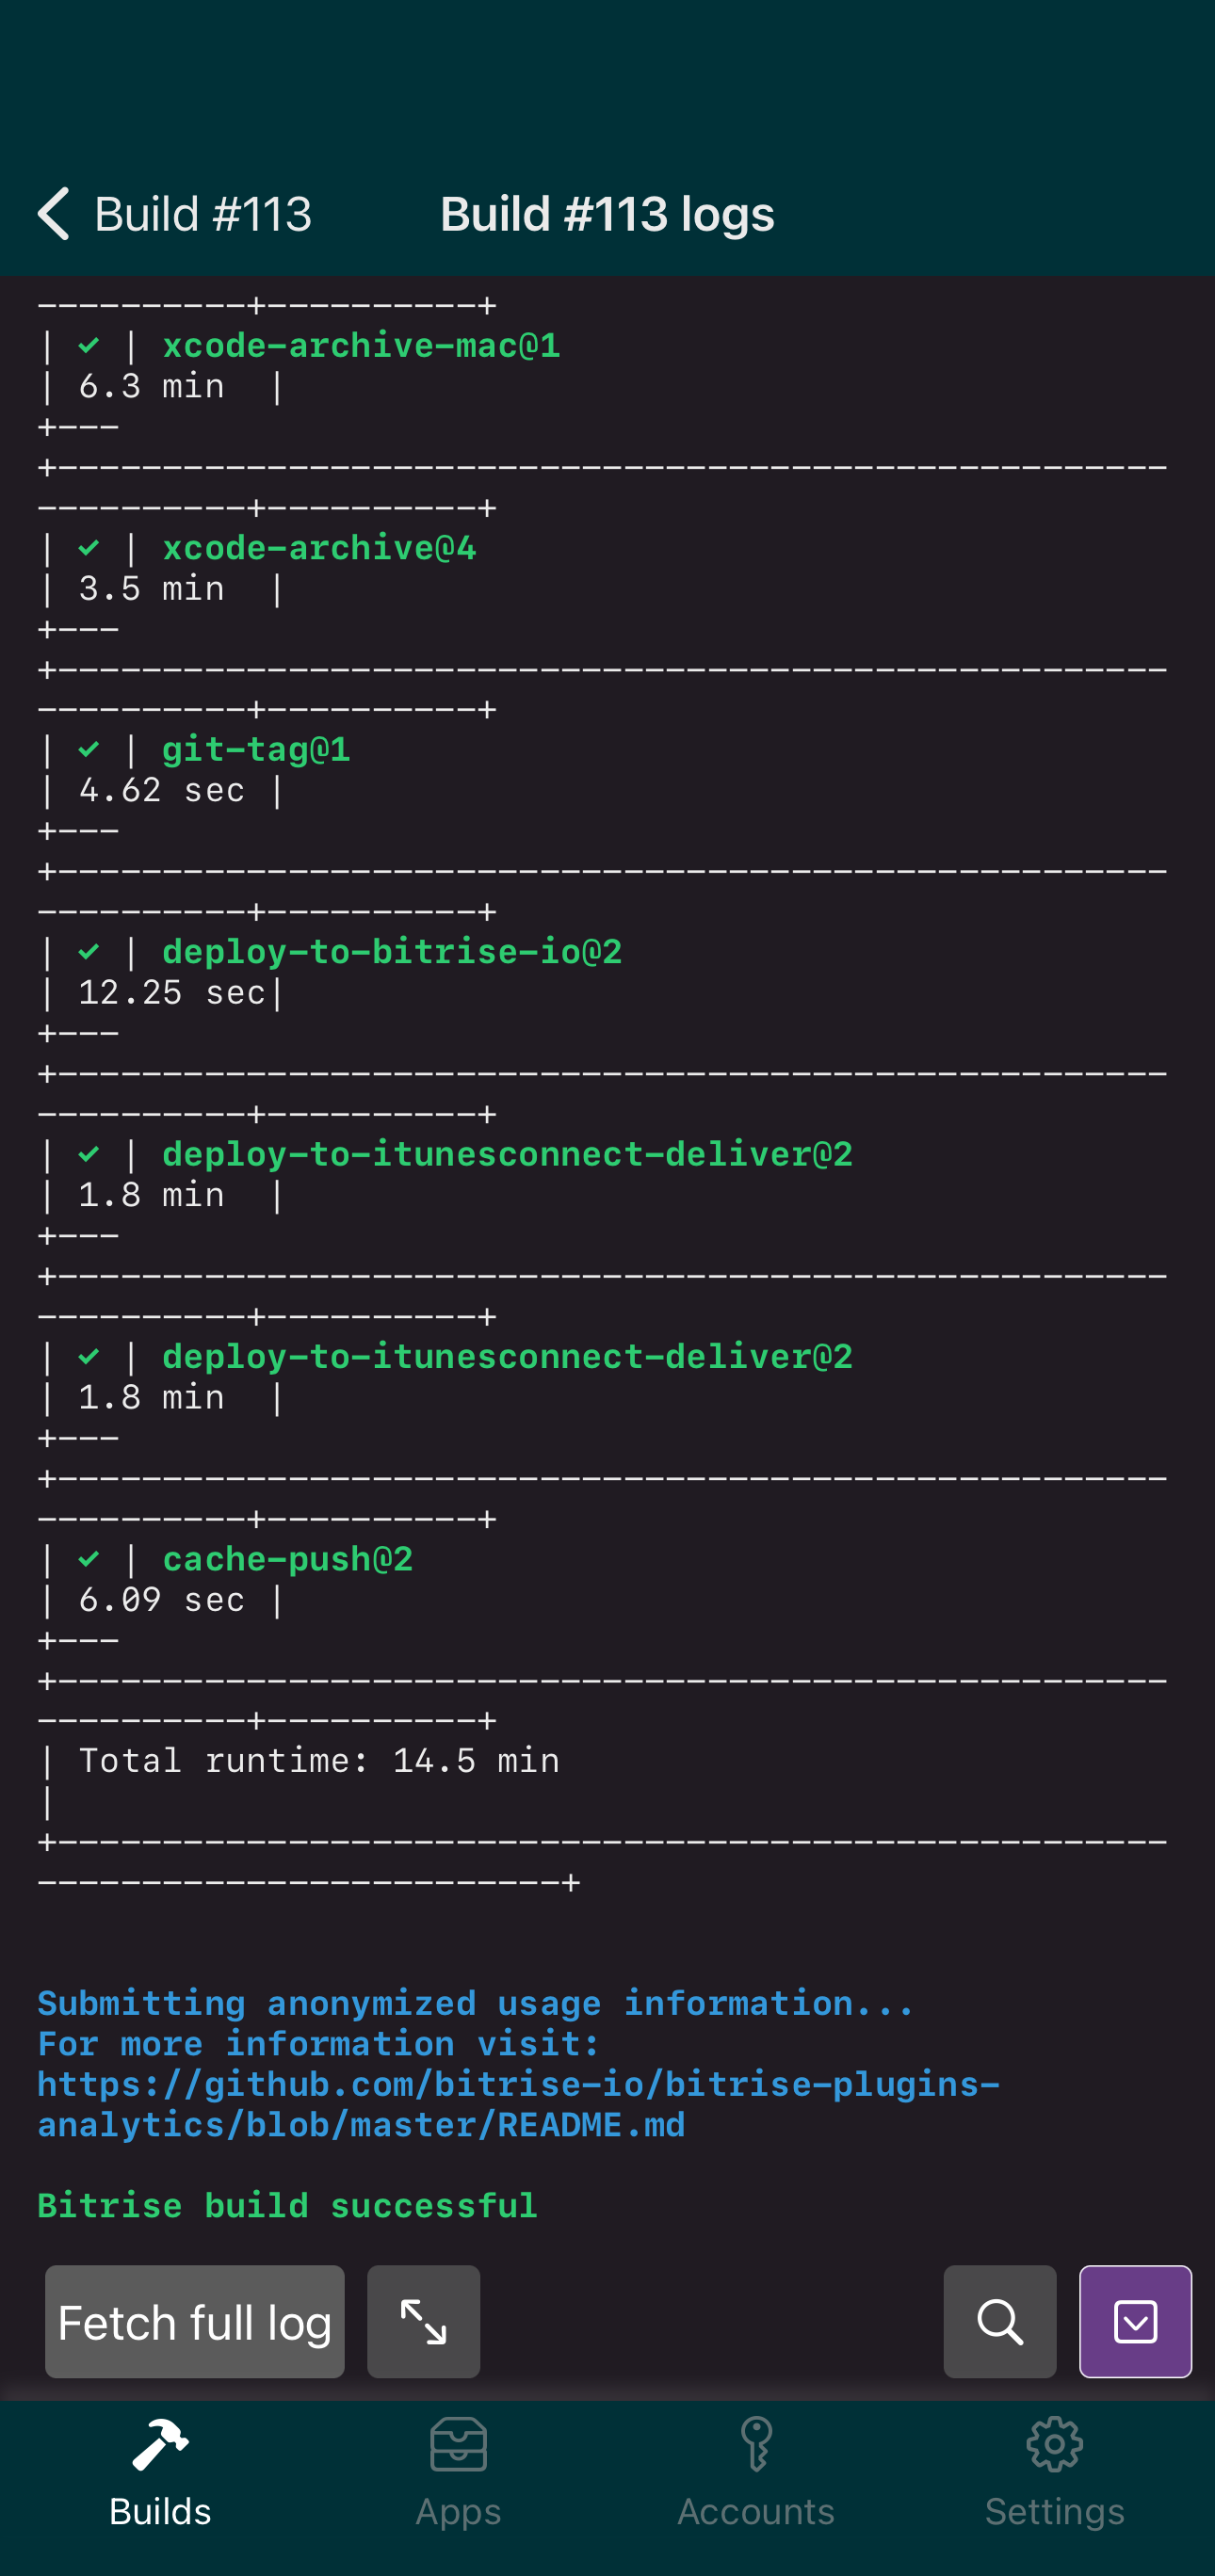 Build #113
Build #113 logs
----------+----------+
| ✓ | xcode-archive-mac@1
| 6.3 min  |
+---
+-----------------------------------------------------
----------+----------+
| ✓ | xcode-archive@4
| 3.5 min  |
+---
+-----------------------------------------------------
----------+----------+
| ✓ | git-tag@1
| 4.62 sec |
+---
+-----------------------------------------------------
----------+----------+
| ✓ | deploy-to-bitrise-io@2
| 12.25 sec|
+---
+-----------------------------------------------------
----------+----------+
| ✓ | deploy-to-itunesconnect-deliver@2
| 1.8 min  |
+---
+-----------------------------------------------------
----------+----------+
| ✓ | deploy-to-itunesconnect-deliver@2
| 1.8 min  |
+---
+-----------------------------------------------------
----------+----------+
| ✓ | cache-push@2
| 6.09 sec |
+---
+-----------------------------------------------------
----------+----------+
| Total runtime: 14.5 min
|
+-----------------------------------------------------
-------------------------+
Submitting anonymized usage information...
For more information visit:
https://github.com/bitrise-io/bitrise-plugins-
analytics/blob/master/README.md
Bitrise build successful
Fetch full log
Builds
Apps
Accounts
Settings